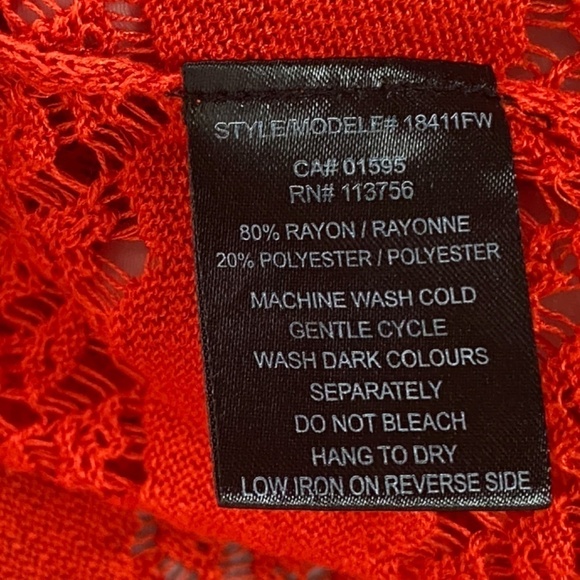 STYLE/MODELE# 18411FW
CA# 01595
RN# 113756
80% RAYON / RAYONNE
20% POLYESTER / POLYESTER
MACHINE WASH COLD
GENTLE CYCLE
WASH DARK COLOURS
SEPARATELY
DO NOT BLEACH
HANG TO DRY
LOW IRON ON REVERSE SIDE